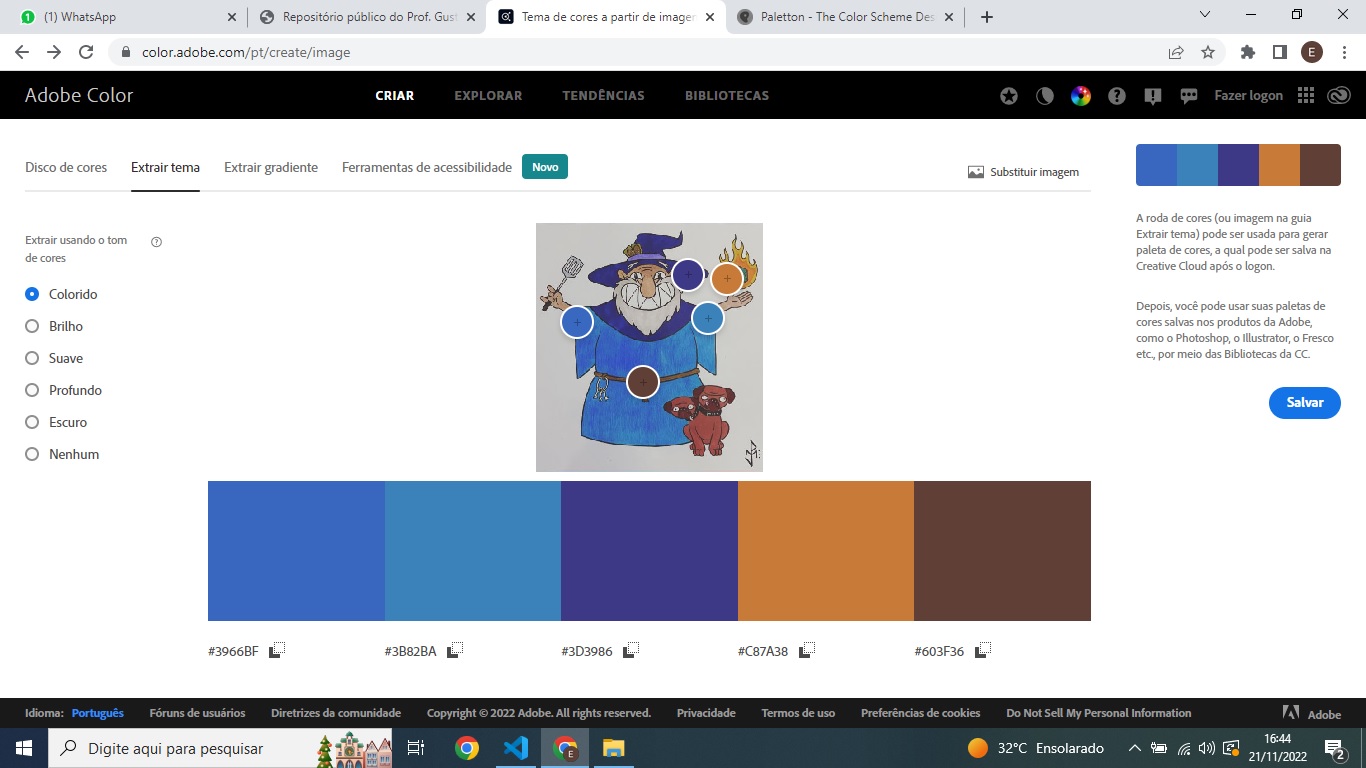 (1) WhatsApp
Repositório público do Prof. Gust
Tema de cores a partir de imagen
Paletton - The Color Scheme Des
color.adobe.com/pt/create/image
E
Adobe Color
CRIAR
EXPLORAR
TENDÊNCIAS
BIBLIOTECAS
Fazer logon
Disco de cores
Extrair tema
Extrair gradiente
Ferramentas de acessibilidade
Novo
Substituir imagem
Extrair usando o tom
de cores
Colorido
Brilho
Suave
Profundo
Escuro
Nenhum
A roda de cores (ou imagem na guia
Extrair tema) pode ser usada para gerar
paleta de cores, a qual pode ser salva na
Creative Cloud após o logon.
Depois, você pode usar suas paletas de
cores salvas nos produtos da Adobe,
como o Photoshop, o Illustrator, o Fresco
etc., por meio das Bibliotecas da CC.
Salvar
#3966BF
#3B82BA
#3D3986
#C87A38
#603F36
Idioma: Português
Fóruns de usuários
Diretrizes da comunidade
Copyright © 2022 Adobe. All rights reserved.
Privacidade
Termos de uso
Preferências de cookies
Do Not Sell My Personal Information
Adobe
Digite aqui para pesquisar
E
32°C Ensolarado
16:44
21/11/2022
2